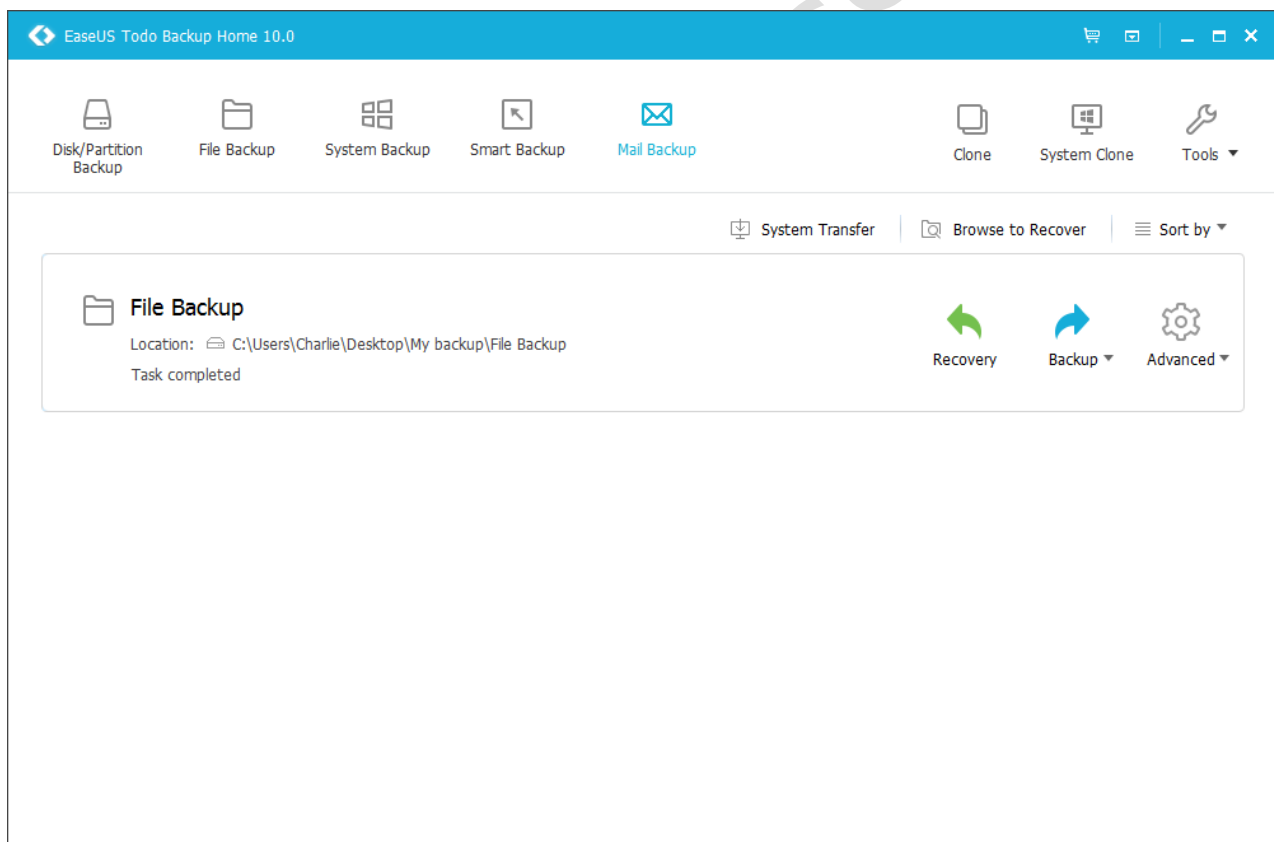 EaseUS Todo Backup Home 10.0
Disk/Partition
Backup
File Backup
System Backup
Smart Backup
Mail Backup
Clone
System Clone
Tools
System Transfer
Browse to Recover
Sort by
File Backup
Location: C:\Users\Charlie\Desktop\My backup\File Backup
Task completed
Recovery
Backup
Advanced